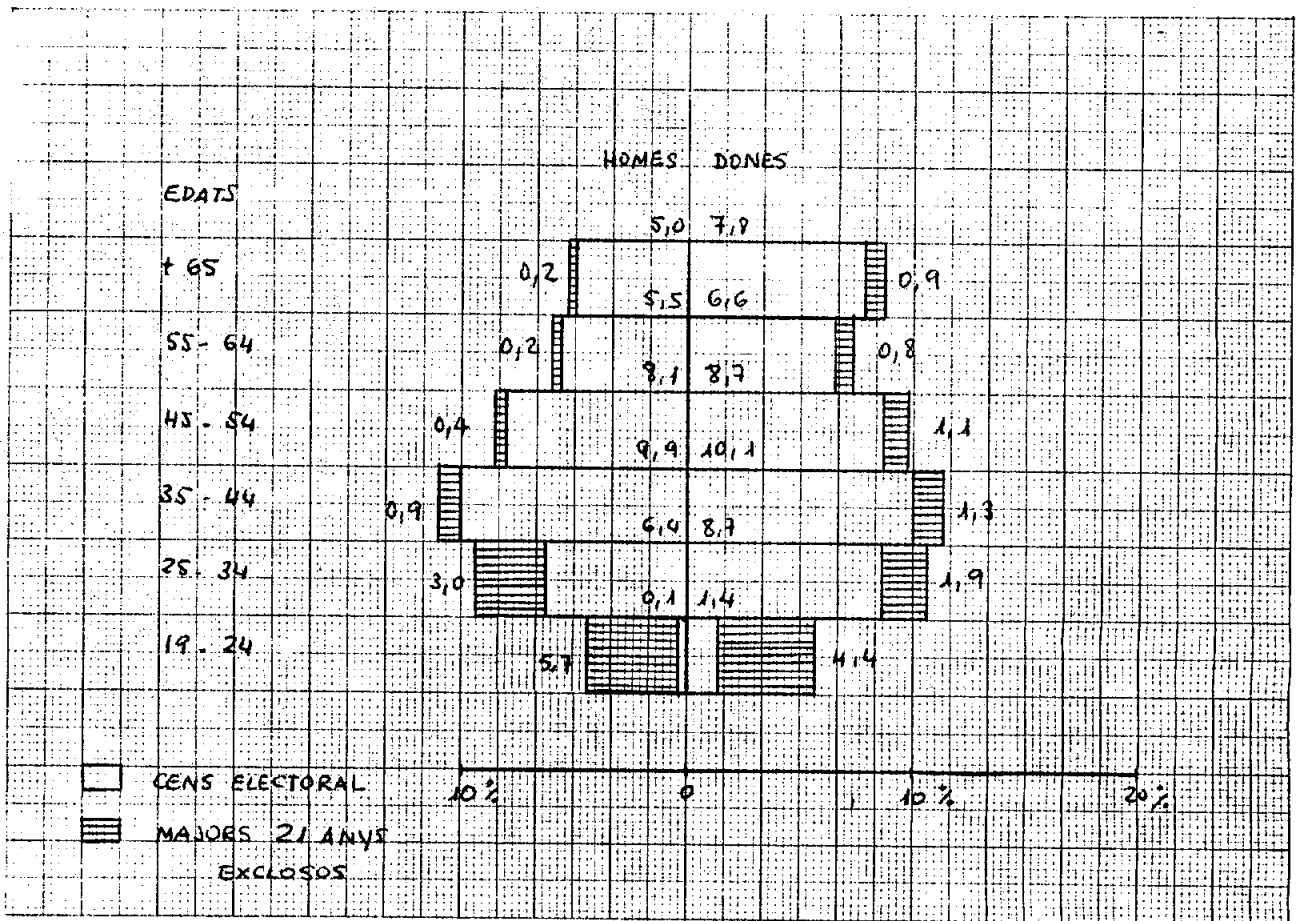 HOMES DONES
EDATS
5,0 7,8
+ 65
0,2 0,9
5,5 6,6
55 - 64
0,2 0,8
8,1 8,7
45 - 54
0,4 1,1
9,9 10,1
35 - 44
0,9 1,3
6,4 8,7
25 - 34
3,0 1,9
0,1 1,4
19 - 24
5,7 4,4
CENS ELECTORAL
10 % 0 10 % 20 %
MAJORS 21 ANYS
EXCLOSOS